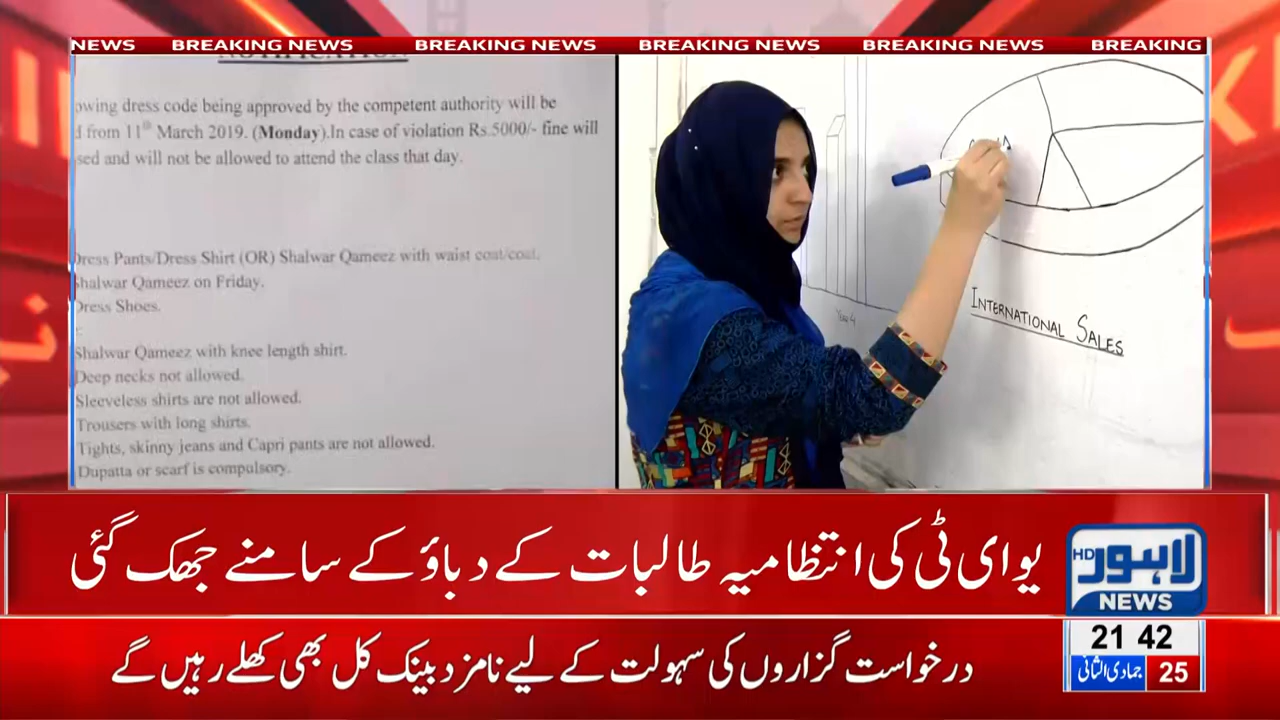 NEWS BREAKING NEWS BREAKING NEWS BREAKING NEWS BREAKING NEWS BREAKING
NOTIFICATION
owing dress code being approved by the competent authority will be
d from 11th March 2019. (Monday).In case of violation Rs.5000/- fine will
sed and will not be allowed to attend the class that day.
Dress Pants/Dress Shirt (OR) Shalwar Qameez with waist coat/coat.
Shalwar Qameez on Friday.
Dress Shoes.
Shalwar Qameez with knee length shirt.
Deep necks not allowed.
Sleeveless shirts are not allowed.
Trousers with long shirts.
Tights, skinny jeans and Capri pants are not allowed.
Dupatta or scarf is compulsory.
Year 4
INTERNATIONAL SALES
یو ای ٹی کی انتظامیہ طالبات کے دباؤ کے سامنے جھک گئی
لاہور HD
NEWS
درخواست گزاروں کی سہولت کے لیے نامزد بینک کل بھی کھلے رہیں گے
21 42
جمادی الثانی 25